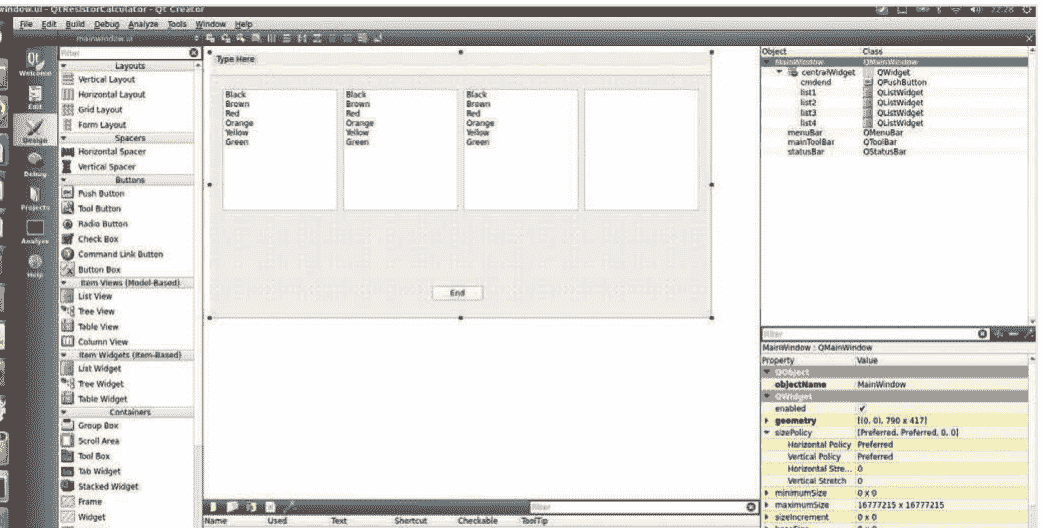 window.ui - QtResistorCalculator - Qt Creator
22:28
File Edit Build Debug Analyze Tools Window Help
mainwindow.ui
Welcome
Edit
Design
Debug
Projects
Analyze
Help
Filter
Layouts
Vertical Layout
Horizontal Layout
Grid Layout
Form Layout
Spacers
Horizontal Spacer
Vertical Spacer
Buttons
Push Button
Tool Button
Radio Button
Check Box
Command Link Button
Button Box
Item Views (Model-Based)
List View
Tree View
Table View
Column View
Item Widgets (Item-Based)
List Widget
Tree Widget
Table Widget
Containers
Group Box
Scroll Area
Tool Box
Tab Widget
Stacked Widget
Frame
Widget
Type Here
Black Black Black
Brown Brown Brown
Red Red Red
Orange Orange Orange
Yellow Yellow Yellow
Green Green Green
End
Filter
Name Used Text Shortcut Checkable ToolTip
Object Class
MainWindow QMainWindow
centralWidget QWidget
cmdend QPushButton
list1 QListWidget
list2 QListWidget
list3 QListWidget
list4 QListWidget
menuBar QMenuBar
mainToolBar QToolBar
statusBar QStatusBar
Filter
MainWindow : QMainWindow
Property Value
QObject
objectName MainWindow
QWidget
enabled
geometry [(0, 0), 790 x 417]
sizePolicy [Preferred, Preferred, 0, 0]
Horizontal Policy Preferred
Vertical Policy Preferred
Horizontal Stre... 0
Vertical Stretch 0
minimumSize 0 x 0
maximumSize 16777215 x 16777215
sizeIncrement 0 x 0